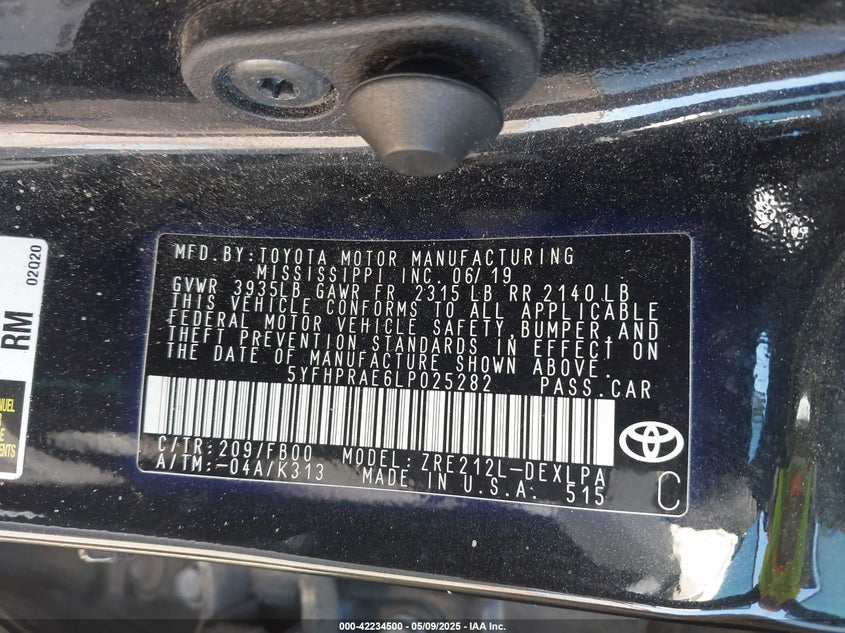 MFD. BY: TOYOTA MOTOR MANUFACTURING
MISSISSIPPI INC. 06/19
GVWR 3935LB GAWR FR 2315 LB RR 2140 LB
THIS VEHICLE CONFORMS TO ALL APPLICABLE
FEDERAL MOTOR VEHICLE SAFETY, BUMPER, AND
THEFT PREVENTION STANDARDS IN EFFECT ON
THE DATE OF MANUFACTURE SHOWN ABOVE.
5YFHPRAE6LP025282 PASS. CAR
C/TR: 209/FB00 MODEL: ZRE212L-DEXLPA
A/TM: -04A/K313 MADE IN U.S.A. 515
C
02020
RM
000-42234500 - 05/09/2025 - IAA Inc.